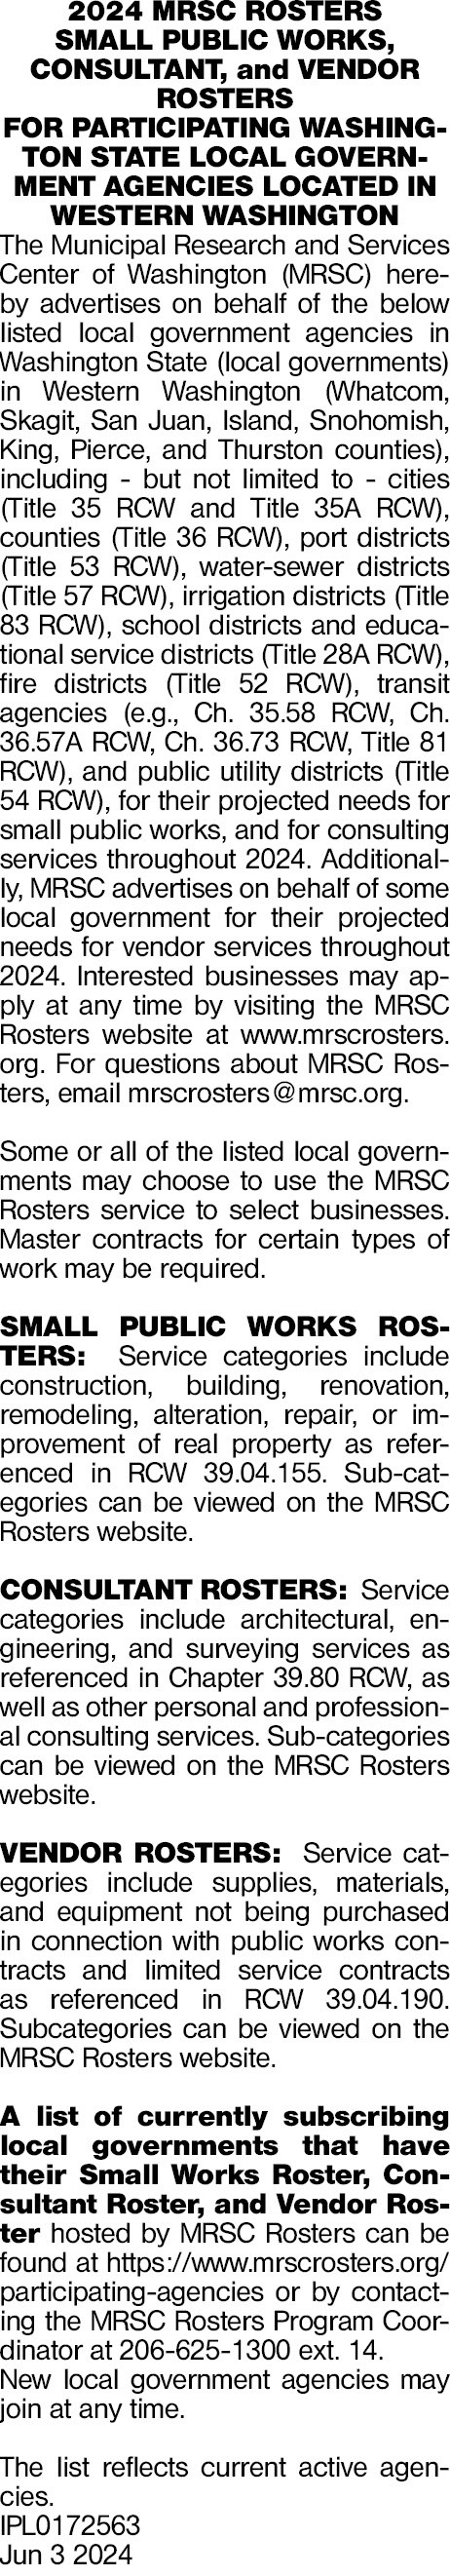 2024 MRSC ROSTERS
SMALL PUBLIC WORKS,
CONSULTANT, and VENDOR
ROSTERS
FOR PARTICIPATING WASHING-
TON STATE LOCAL GOVERN-
MENT AGENCIES LOCATED IN
WESTERN WASHINGTON
The Municipal Research and Services
Center of Washington (MRSC) here-
by advertises on behalf of the below
listed local government agencies in
Washington State (local governments)
in Western Washington (Whatcom,
Skagit, San Juan, Island, Snohomish,
King, Pierce, and Thurston counties),
including - but not limited to - cities
(Title 35 RCW and Title 35A RCW),
counties (Title 36 RCW), port districts
(Title 53 RCW), water-sewer districts
(Title 57 RCW), irrigation districts (Title
83 RCW), school districts and educa-
tional service districts (Title 28A RCW),
fire districts (Title 52 RCW), transit
agencies (e.g., Ch. 35.58 RCW, Ch.
36.57A RCW, Ch. 36.73 RCW, Title 81
RCW), and public utility districts (Title
54 RCW), for their projected needs for
small public works, and for consulting
services throughout 2024. Additional-
ly, MRSC advertises on behalf of some
local government for their projected
needs for vendor services throughout
2024. Interested businesses may ap-
ply at any time by visiting the MRSC
Rosters website at www.mrscrosters.
org. For questions about MRSC Ros-
ters, email mrscrosters@mrsc.org.
Some or all of the listed local govern-
ments may choose to use the MRSC
Rosters service to select businesses.
Master contracts for certain types of
work may be required.
SMALL PUBLIC WORKS ROS-
TERS: Service categories include
construction, building, renovation,
remodeling, alteration, repair, or im-
provement of real property as refer-
enced in RCW 39.04.155. Sub-cat-
egories can be viewed on the MRSC
Rosters website.
CONSULTANT ROSTERS: Service
categories include architectural, en-
gineering, and surveying services as
referenced in Chapter 39.80 RCW, as
well as other personal and profession-
al consulting services. Sub-categories
can be viewed on the MRSC Rosters
website.
VENDOR ROSTERS: Service cat-
egories include supplies, materials,
and equipment not being purchased
in connection with public works con-
tracts and limited service contracts
as referenced in RCW 39.04.190.
Subcategories can be viewed on the
MRSC Rosters website.
A list of currently subscribing
local governments that have
their Small Works Roster, Con-
sultant Roster, and Vendor Ros-
ter hosted by MRSC Rosters can be
found at https://www.mrscrosters.org/
participating-agencies or by contact-
ing the MRSC Rosters Program Coor-
dinator at 206-625-1300 ext. 14.
New local government agencies may
join at any time.
The list reflects current active agen-
cies.
IPL0172563
Jun 3 2024